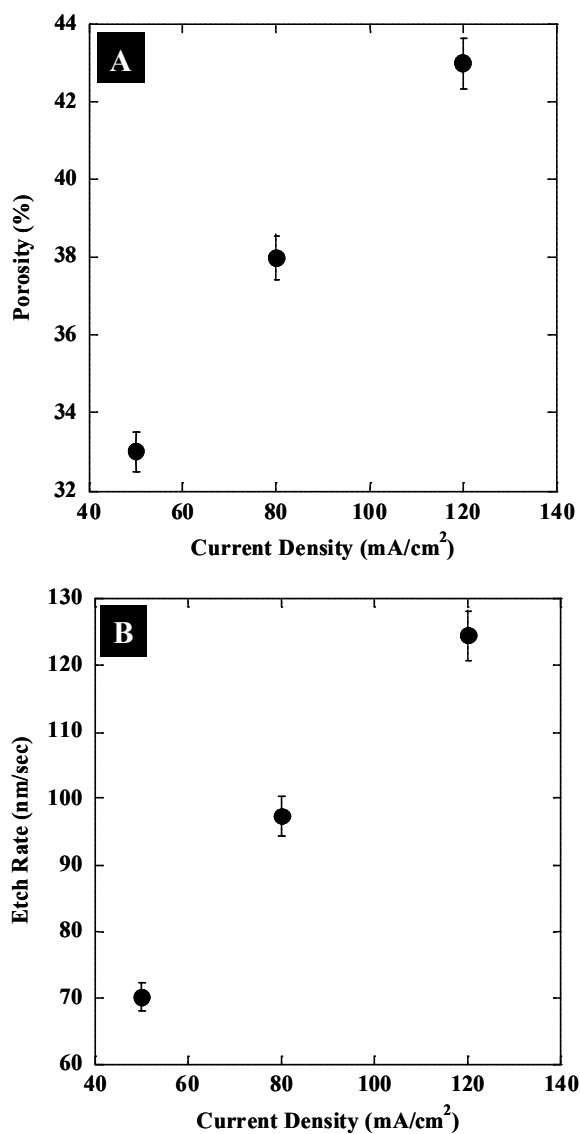 A
44
42
40
38
36
34
32
Porosity (%)
40 60 80 100 120 140
Current Density (mA/cm²)
B
130
120
110
100
90
80
70
60
Etch Rate (nm/sec)
40 60 80 100 120 140
Current Density (mA/cm²)